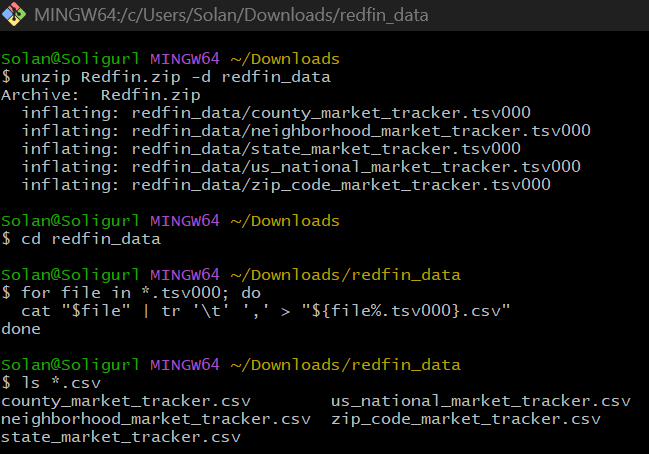 MINGW64:/c/Users/Solan/Downloads/redfin_data
Solan@Soligurl MINGW64 ~/Downloads
$ unzip Redfin.zip -d redfin_data
Archive:  Redfin.zip
  inflating: redfin_data/county_market_tracker.tsv000
  inflating: redfin_data/neighborhood_market_tracker.tsv000
  inflating: redfin_data/state_market_tracker.tsv000
  inflating: redfin_data/us_national_market_tracker.tsv000
  inflating: redfin_data/zip_code_market_tracker.tsv000
Solan@Soligurl MINGW64 ~/Downloads
$ cd redfin_data
Solan@Soligurl MINGW64 ~/Downloads/redfin_data
$ for file in *.tsv000; do
  cat "$file" | tr '\t' ',' > "${file%.tsv000}.csv"
done
Solan@Soligurl MINGW64 ~/Downloads/redfin_data
$ ls *.csv
county_market_tracker.csv        us_national_market_tracker.csv
neighborhood_market_tracker.csv  zip_code_market_tracker.csv
state_market_tracker.csv